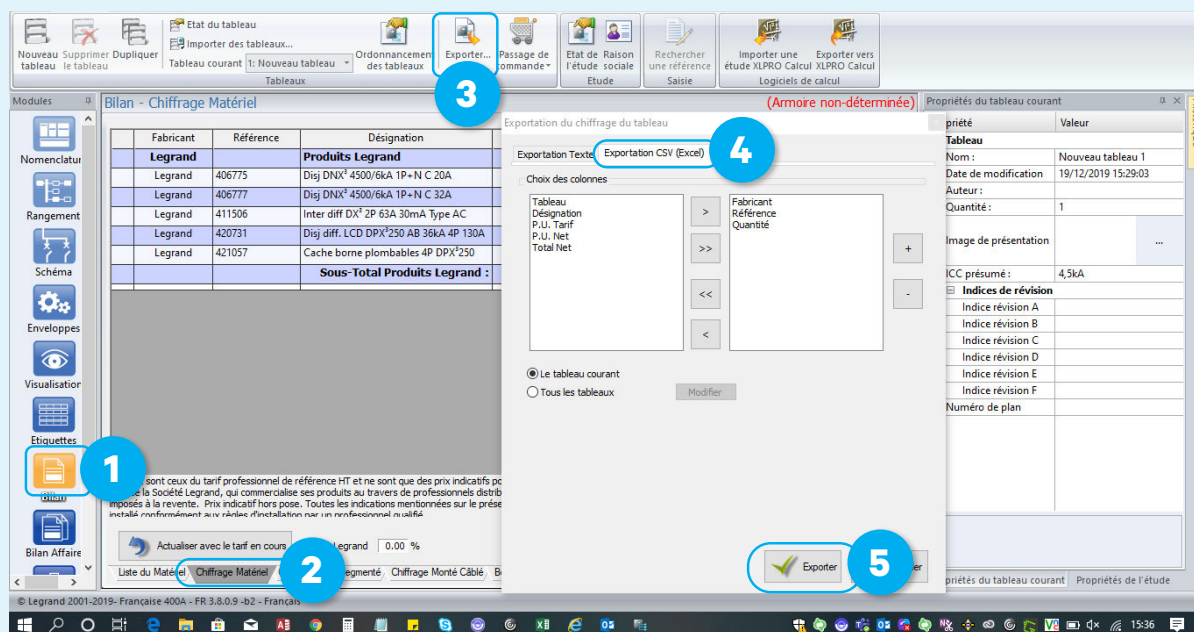 Nouveau tableau
Supprimer le tableau
Dupliquer
Etat du tableau
Importer des tableaux...
Tableau courant 1: Nouveau tableau
Tableaux
Ordonnancement des tableaux
Exporter...
Passage de commande
Etat de l'étude
Raison sociale
Etude
Rechercher une référence
Saisie
Importer une étude XLPRO Calcul
Exporter vers XLPRO Calcul
Logiciels de calcul
3
Modules
Bilan - Chiffrage Matériel
(Armoire non-déterminée)
Propriétés du tableau courant
Nomenclatur
Rangement
Schéma
Enveloppes
Visualisation
Etiquettes
1
Bilan
Bilan Affaire
Fabricant Référence Désignation
Legrand Produits Legrand
Legrand 406775 Disj DNX³ 4500/6kA 1P+N C 20A
Legrand 406777 Disj DNX³ 4500/6kA 1P+N C 32A
Legrand 411506 Inter diff DX³ 2P 63A 30mA Type AC
Legrand 420731 Disj diff. LCD DPX³250 AB 36kA 4P 130A
Legrand 421057 Cache borne plombables 4P DPX³250
Sous-Total Produits Legrand :
sont ceux du tarif professionnel de référence HT et ne sont que des prix indicatifs
la Société Legrand, qui commercialise ses produits au travers de professionnels
imposés à la revente. Prix indicatif hors pose. Toutes les indications mentionnées sur le
installé conformément aux règles d'installation par un professionnel qualifié
Actualiser avec le tarif en cours
Legrand 0.00 %
Liste du Matériel
Chiffrage Matériel
2
Chiffrage Monté Câblé
Exportation du chiffrage du tableau
Exportation Texte
Exportation CSV (Excel)
4
Choix des colonnes
Tableau
Désignation
P.U. Tarif
P.U. Net
Total Net
>
>>
<<
<
Fabricant
Référence
Quantité
+
-
Le tableau courant
Tous les tableaux
Modifier
Exporter
5
Valeur
Tableau
Nom : Nouveau tableau 1
Date de modification 19/12/2019 15:29:03
Auteur :
Quantité : 1
Image de présentation ...
ICC présumé : 4,5kA
Indices de révision
Indice révision A
Indice révision B
Indice révision C
Indice révision D
Indice révision E
Indice révision F
Numéro de plan
priétés du tableau courant
Propriétés de l'étude
© Legrand 2001-2019- Française 400A - FR 3.8.0.9 -b2 - Français
15:36